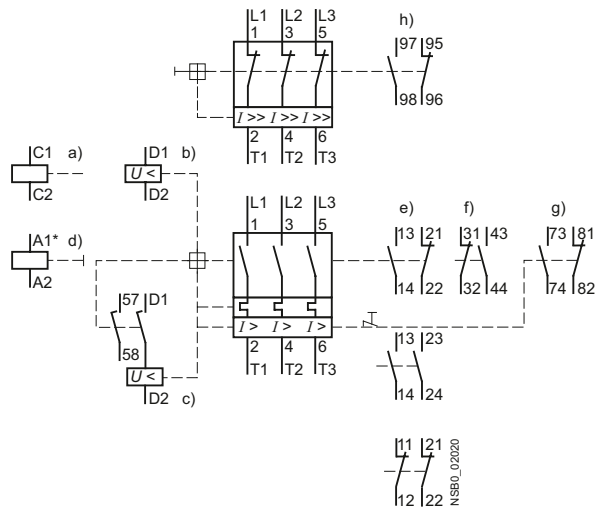 L1 L2 L3 h)
1 3 5 97 95
98 96
I >> I >> I >>
2 4 6
T1 T2 T3
C1 a) D1 b)
U <
C2 D2
L1 L2 L3 e) f) g)
1 3 5 13 21 31 43 73 81
A1* d)
A2
14 22 32 44 74 82
57 D1
I > I > I >
58 2 4 6 13 23
U < T1 T2 T3
D2 c) 14 24
11 21
12 22
NSB0_02020